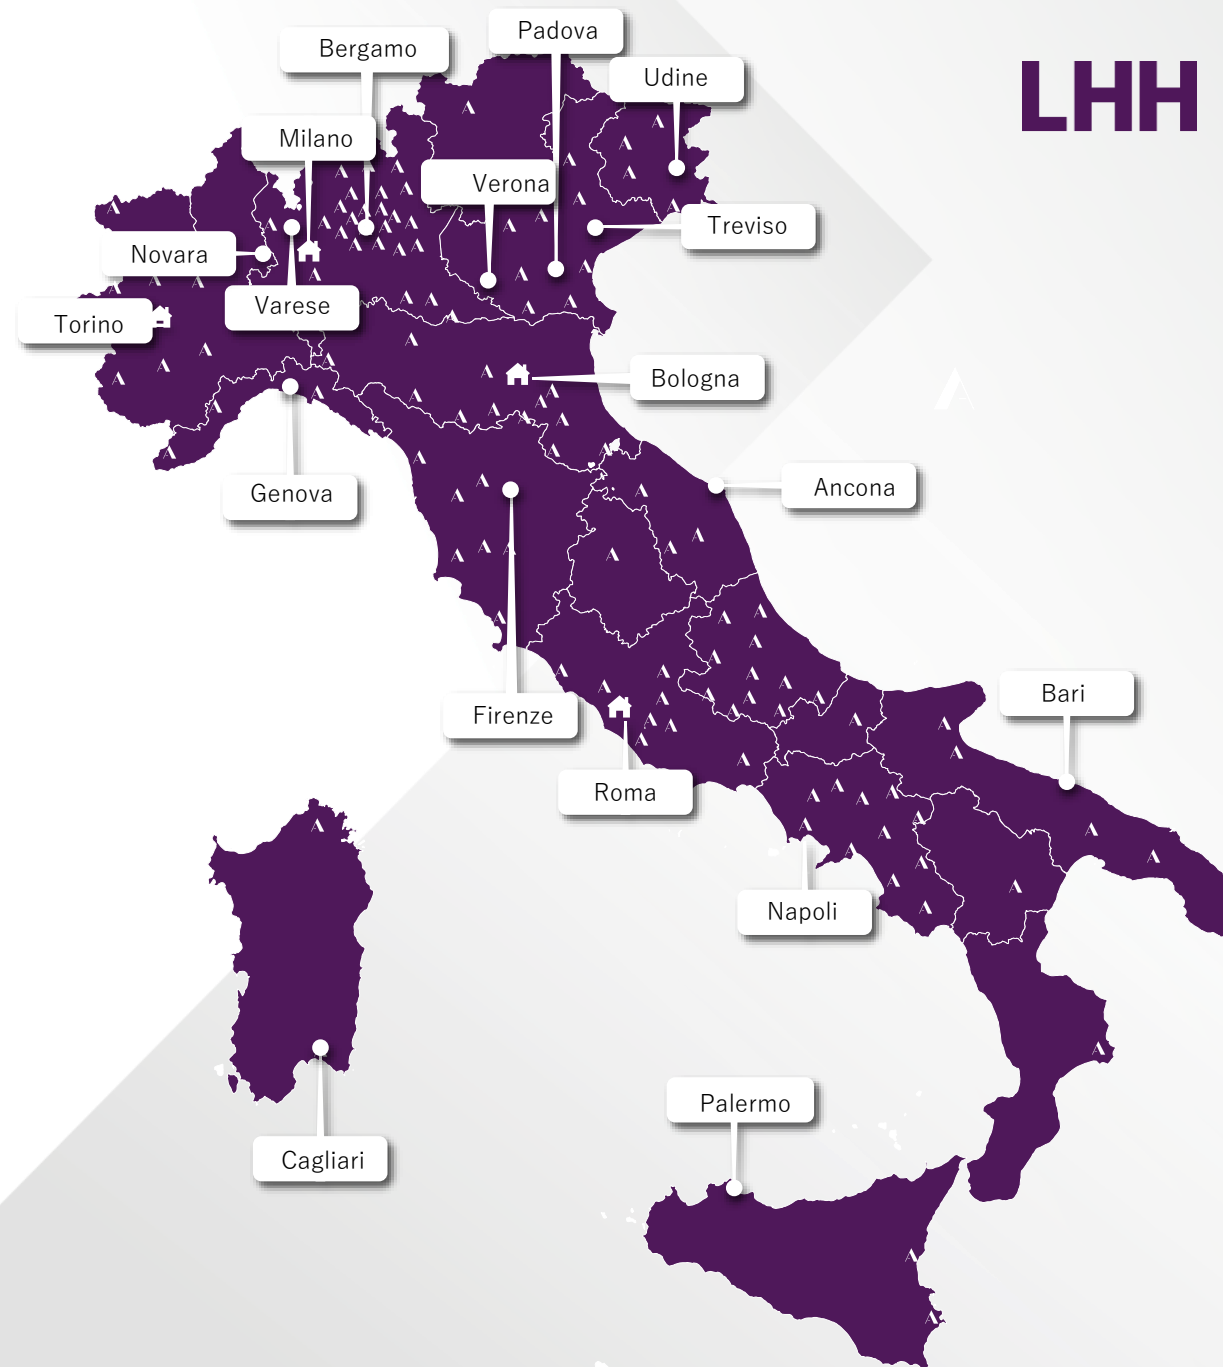 Padova
Bergamo
Udine
LHH
Milano
Verona
Treviso
Novara
Varese
Torino
Bologna
Genova
Ancona
Bari
Firenze
Roma
Napoli
Palermo
Cagliari